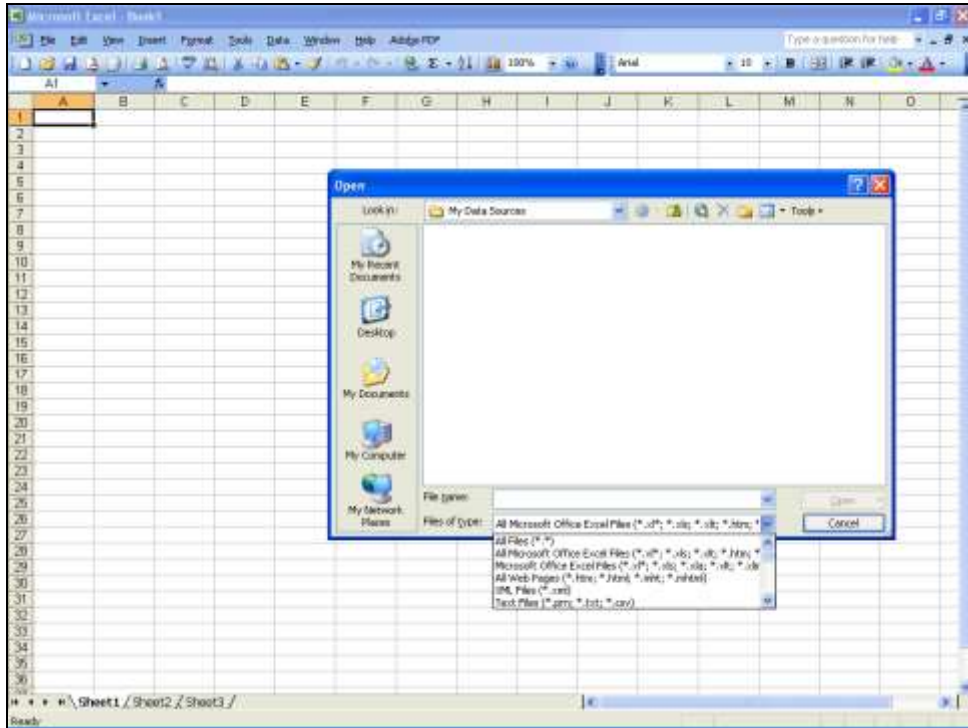 Microsoft Excel - Book1
File Edit View Insert Format Tools Data Window Help Adobe PDF
Type a question for help
100% Arial 10 B
A1 fx
A B C D E F G H I J K L M N O
1
2
3
4
5
6
7
8
9
10
11
12
13
14
15
16
17
18
19
20
21
22
23
24
25
26
27
28
29
30
31
32
33
34
35
36
Open
Look in: My Data Sources Tools
My Recent Documents
Desktop
My Documents
My Computer
My Network Places
File name:
Open
Files of type: All Microsoft Office Excel Files (*.xl*; *.xls; *.xlt; *.htm; *
Cancel
All Files (*.*)
All Microsoft Office Excel Files (*.xl*; *.xls; *.xlt; *.htm; *
Microsoft Office Excel Files (*.xl*; *.xls; *.xla; *.xlt; *.xlm
All Web Pages (*.htm; *.html; *.mht; *.mhtml)
XML Files (*.xml)
Text Files (*.prn; *.txt; *.csv)
Sheet1 / Sheet2 / Sheet3 /
Ready